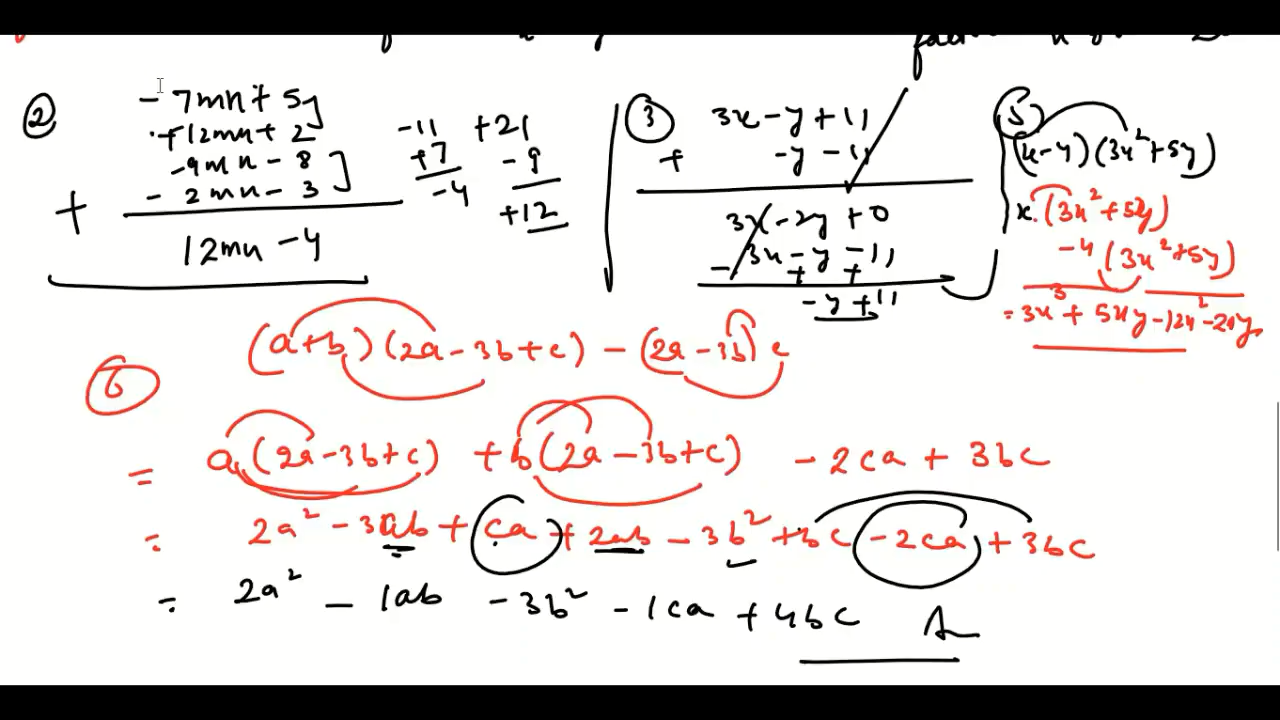 ②
- 7mn + 5
+12mn + 2
-9mn - 8
- 2mn - 3
+
12mn - 4
-11
+7
-4
+21
- 9
+12
③
3x - y + 11
+ -y - 11
3x - 2y + 0
3x - y - 11
- + +
- y + 11
⑤
(x-4)(3x²+5y)
x.(3x²+5y)
-4(3x²+5y)
= 3x³ + 5xy - 12x² - 20y
⑥
(a+b)(2a-3b+c) - (2a-3b)c
= a(2a-3b+c) + b(2a-3b+c) - 2ca + 3bc
= 2a² - 3ab + ca + 2ab - 3b² + bc - 2ca + 3bc
= 2a² - 1ab - 3b² - 1ca + 4bc